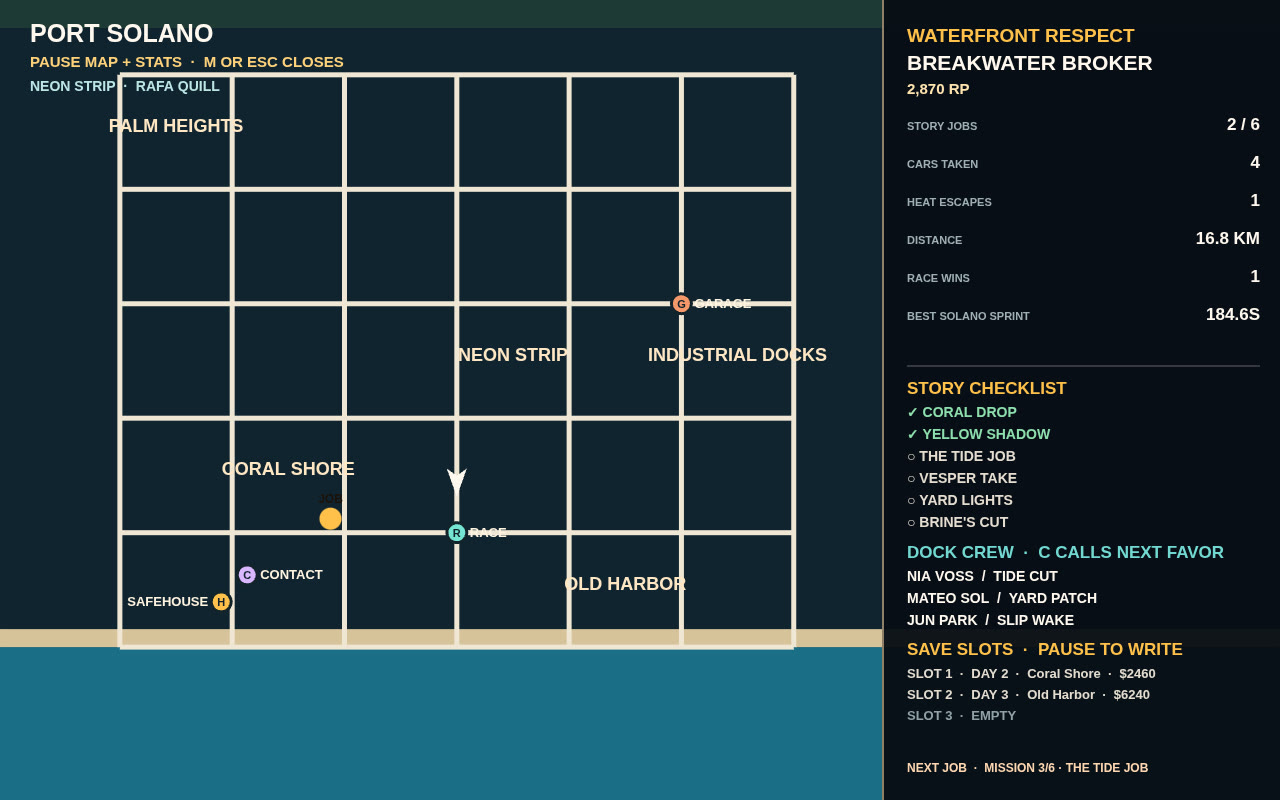 PORT SOLANO
PAUSE MAP + STATS · M OR ESC CLOSES
NEON STRIP · RAFA QUILL
PALM HEIGHTS
G GARAGE
NEON STRIP
INDUSTRIAL DOCKS
CORAL SHORE
JOB
R RACE
C CONTACT
OLD HARBOR
SAFEHOUSE H
WATERFRONT RESPECT
BREAKWATER BROKER
2,870 RP
STORY JOBS 2 / 6
CARS TAKEN 4
HEAT ESCAPES 1
DISTANCE 16.8 KM
RACE WINS 1
BEST SOLANO SPRINT 184.6S
STORY CHECKLIST
✓ CORAL DROP
✓ YELLOW SHADOW
○ THE TIDE JOB
○ VESPER TAKE
○ YARD LIGHTS
○ BRINE'S CUT
DOCK CREW · C CALLS NEXT FAVOR
NIA VOSS / TIDE CUT
MATEO SOL / YARD PATCH
JUN PARK / SLIP WAKE
SAVE SLOTS · PAUSE TO WRITE
SLOT 1 · DAY 2 · Coral Shore · $2460
SLOT 2 · DAY 3 · Old Harbor · $6240
SLOT 3 · EMPTY
NEXT JOB · MISSION 3/6 · THE TIDE JOB